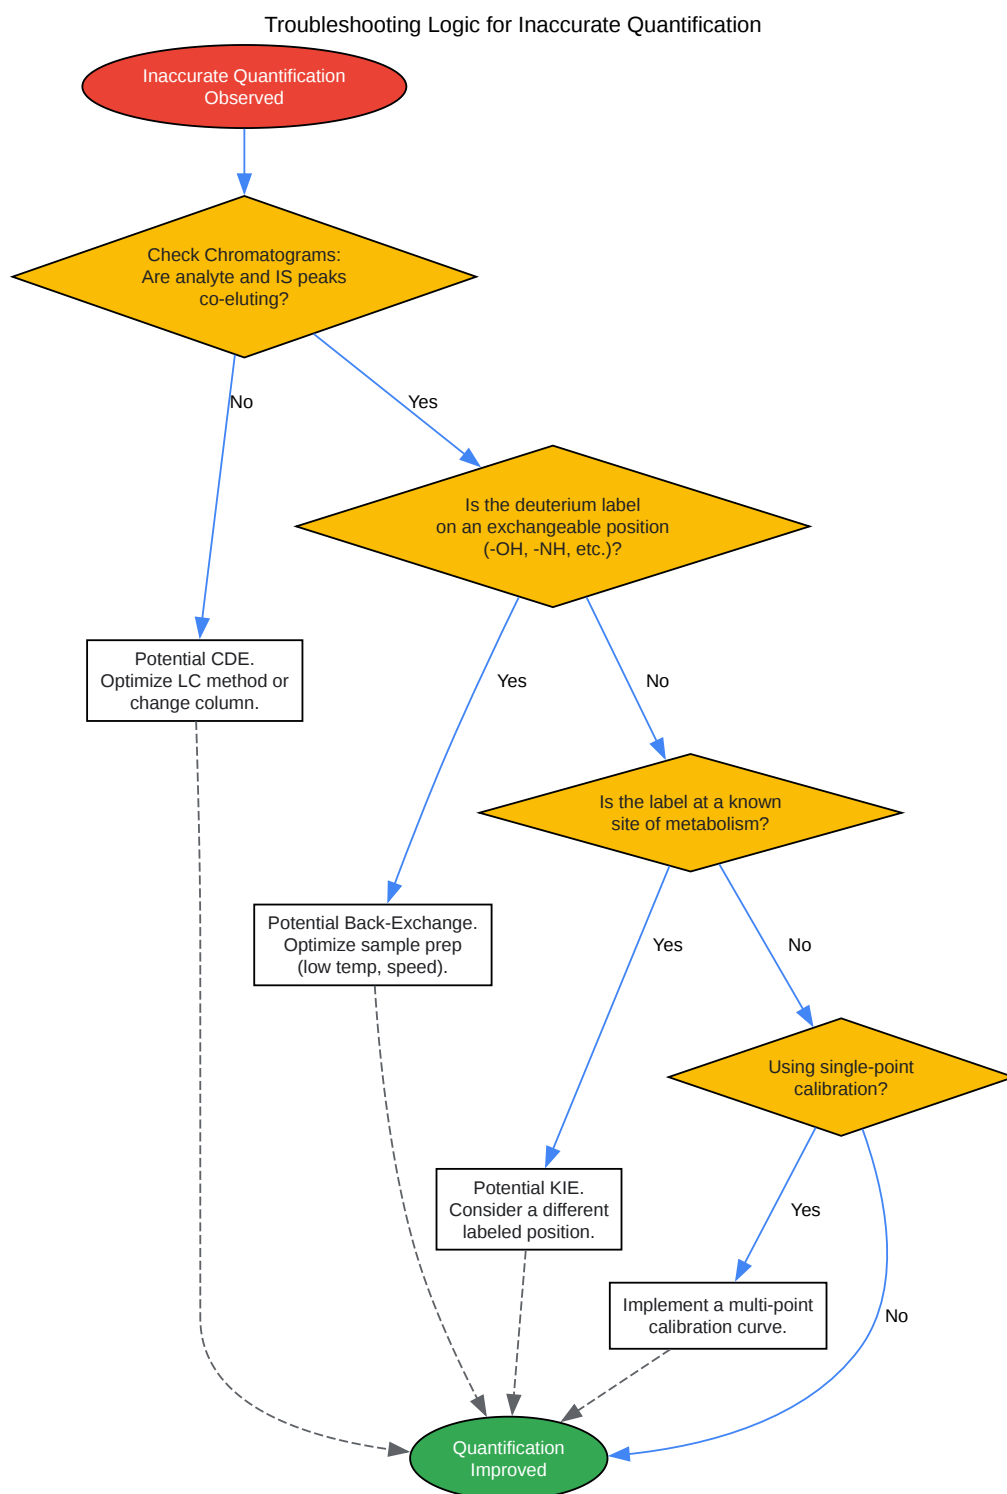 Troubleshooting Logic for Inaccurate Quantification
Inaccurate Quantification
Observed
Check Chromatograms:
Are analyte and IS peaks
co-eluting?
No
Yes
Is the deuterium label
on an exchangeable position
(-OH, -NH, etc.)?
Potential CDE.
Optimize LC method or
change column.
Yes
No
Is the label at a known
site of metabolism?
Potential Back-Exchange.
Optimize sample prep
(low temp, speed).
Yes
No
Using single-point
calibration?
Potential KIE.
Consider a different
labeled position.
Yes
Implement a multi-point
calibration curve.
No
Quantification
Improved